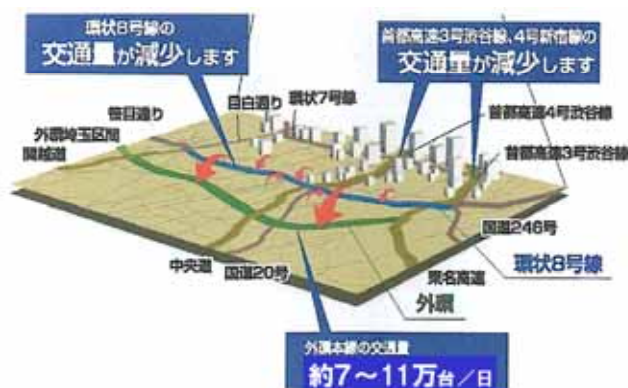 環状8号線の
交通量が減少します
首都高速3号渋谷線、4号新宿線の
交通量が減少します
目白通り
環状7号線
笹目通り
外環埼玉区間
関越道
首都高速4号渋谷線
首都高速3号渋谷線
国道246号
環状8号線
東名高速
外環
中央道
国道20号
外環本線の交通量
約7〜11万台／日